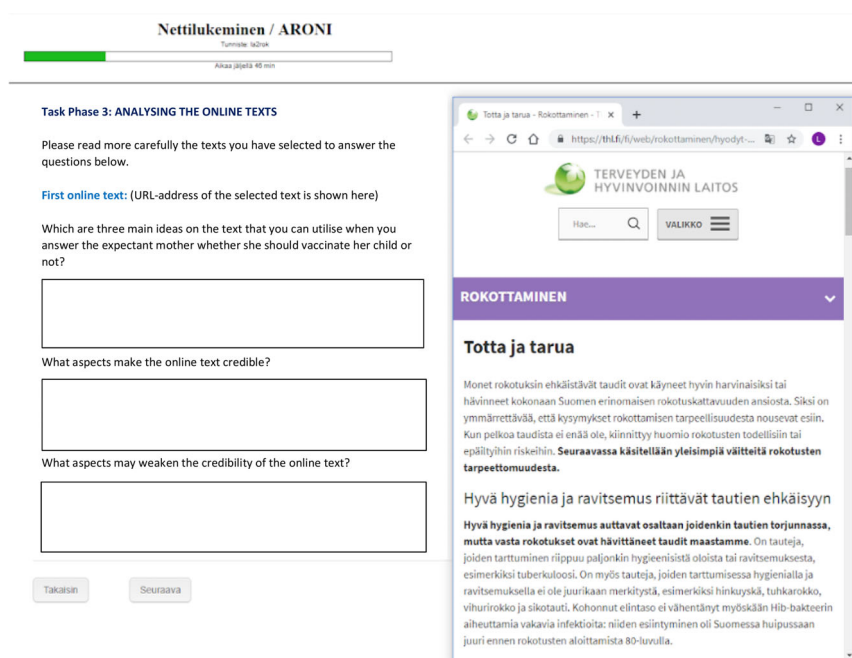 Nettilukeminen / ARONI
Tunniste: la2rok
Aikaa jäljellä 46 min
Task Phase 3: ANALYSING THE ONLINE TEXTS
Please read more carefully the texts you have selected to answer the
questions below.
First online text: (URL-address of the selected text is shown here)
Which are three main ideas on the text that you can utilise when you
answer the expectant mother whether she should vaccinate her child or
not?
What aspects make the online text credible?
What aspects may weaken the credibility of the online text?
Takaisin
Seuraava
Totta ja tarua - Rokottaminen - T
https://thl.fi/fi/web/rokottaminen/hyodyt-...
L
TERVEYDEN JA
HYVINVOINNIN LAITOS
Hae...
VALIKKO
ROKOTTAMINEN
Totta ja tarua
Monet rokotuksin ehkäistävät taudit ovat käyneet hyvin harvinaisiksi tai
hävinneet kokonaan Suomen erinomaisen rokotuskattavuuden ansiosta. Siksi on
ymmärrettävää, että kysymykset rokottamisen tarpeellisuudesta nousevat esiin.
Kun pelkoa taudista ei enää ole, kiinnittyy huomio rokotusten todellisiin tai
epäiltyihin riskeihin. Seuraavassa käsitellään yleisimpiä väitteitä rokotusten
tarpeettomuudesta.
Hyvä hygienia ja ravitsemus riittävät tautien ehkäisyyn
Hyvä hygienia ja ravitsemus auttavat osaltaan joidenkin tautien torjunnassa,
mutta vasta rokotukset ovat hävittäneet taudit maastamme. On tauteja,
joiden tarttuminen riippuu paljonkin hygieenisistä oloista tai ravitsemuksesta,
esimerkiksi tuberkuloosi. On myös tauteja, joiden tarttumisessa hygienialla ja
ravitsemuksella ei ole juurikaan merkitystä, esimerkiksi hinkuyskä, tuhkarokko,
vihurirokko ja sikotauti. Kohonnut elintaso ei vähentänyt myöskään Hib-bakteerin
aiheuttamia vakavia infektioita: niiden esiintyminen oli Suomessa huipussaan
juuri ennen rokotusten aloittamista 80-luvulla.